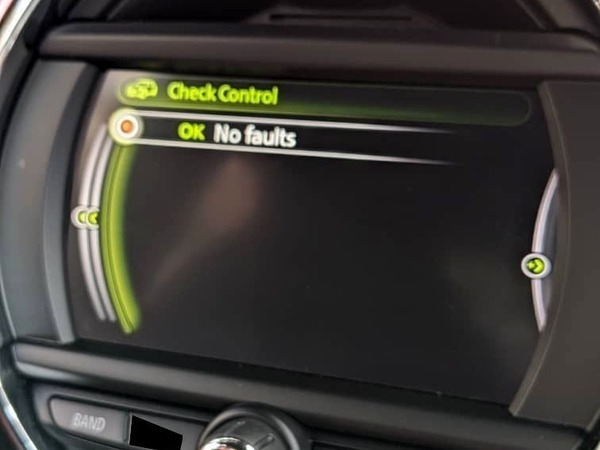 Check Control
OK No faults
BAND